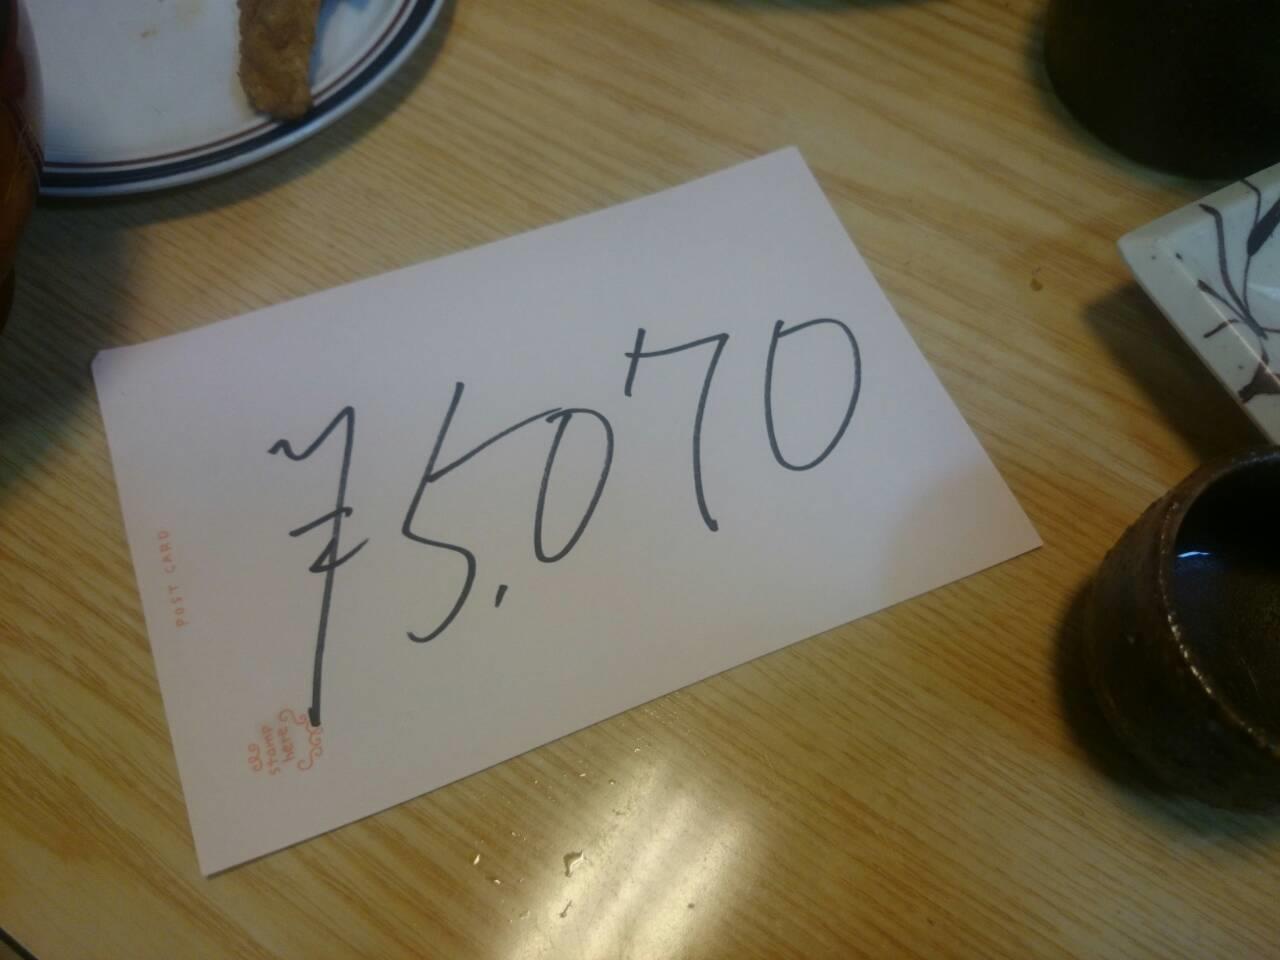 ¥5,070
POST CARD
stamp
here